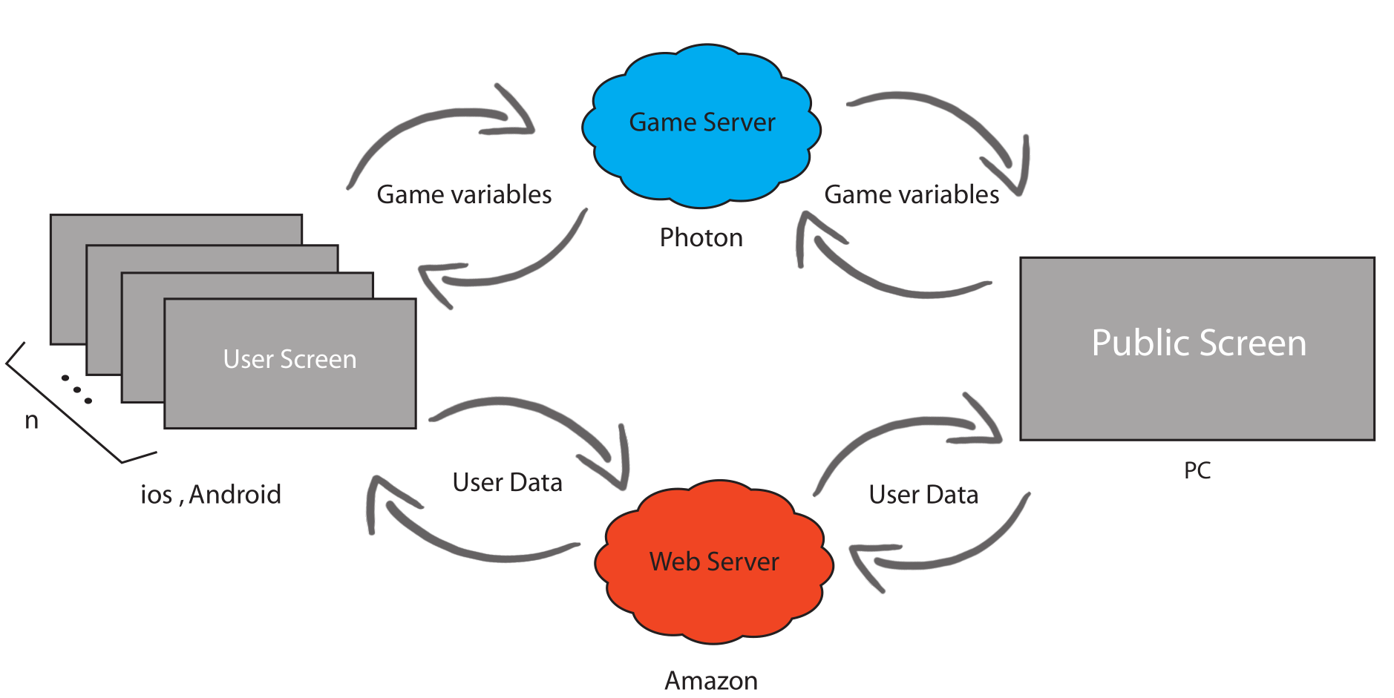 Game Server
Game variables
Game variables
Photon
User Screen
Public Screen
n
ios , Android
User Data
User Data
PC
Web Server
Amazon